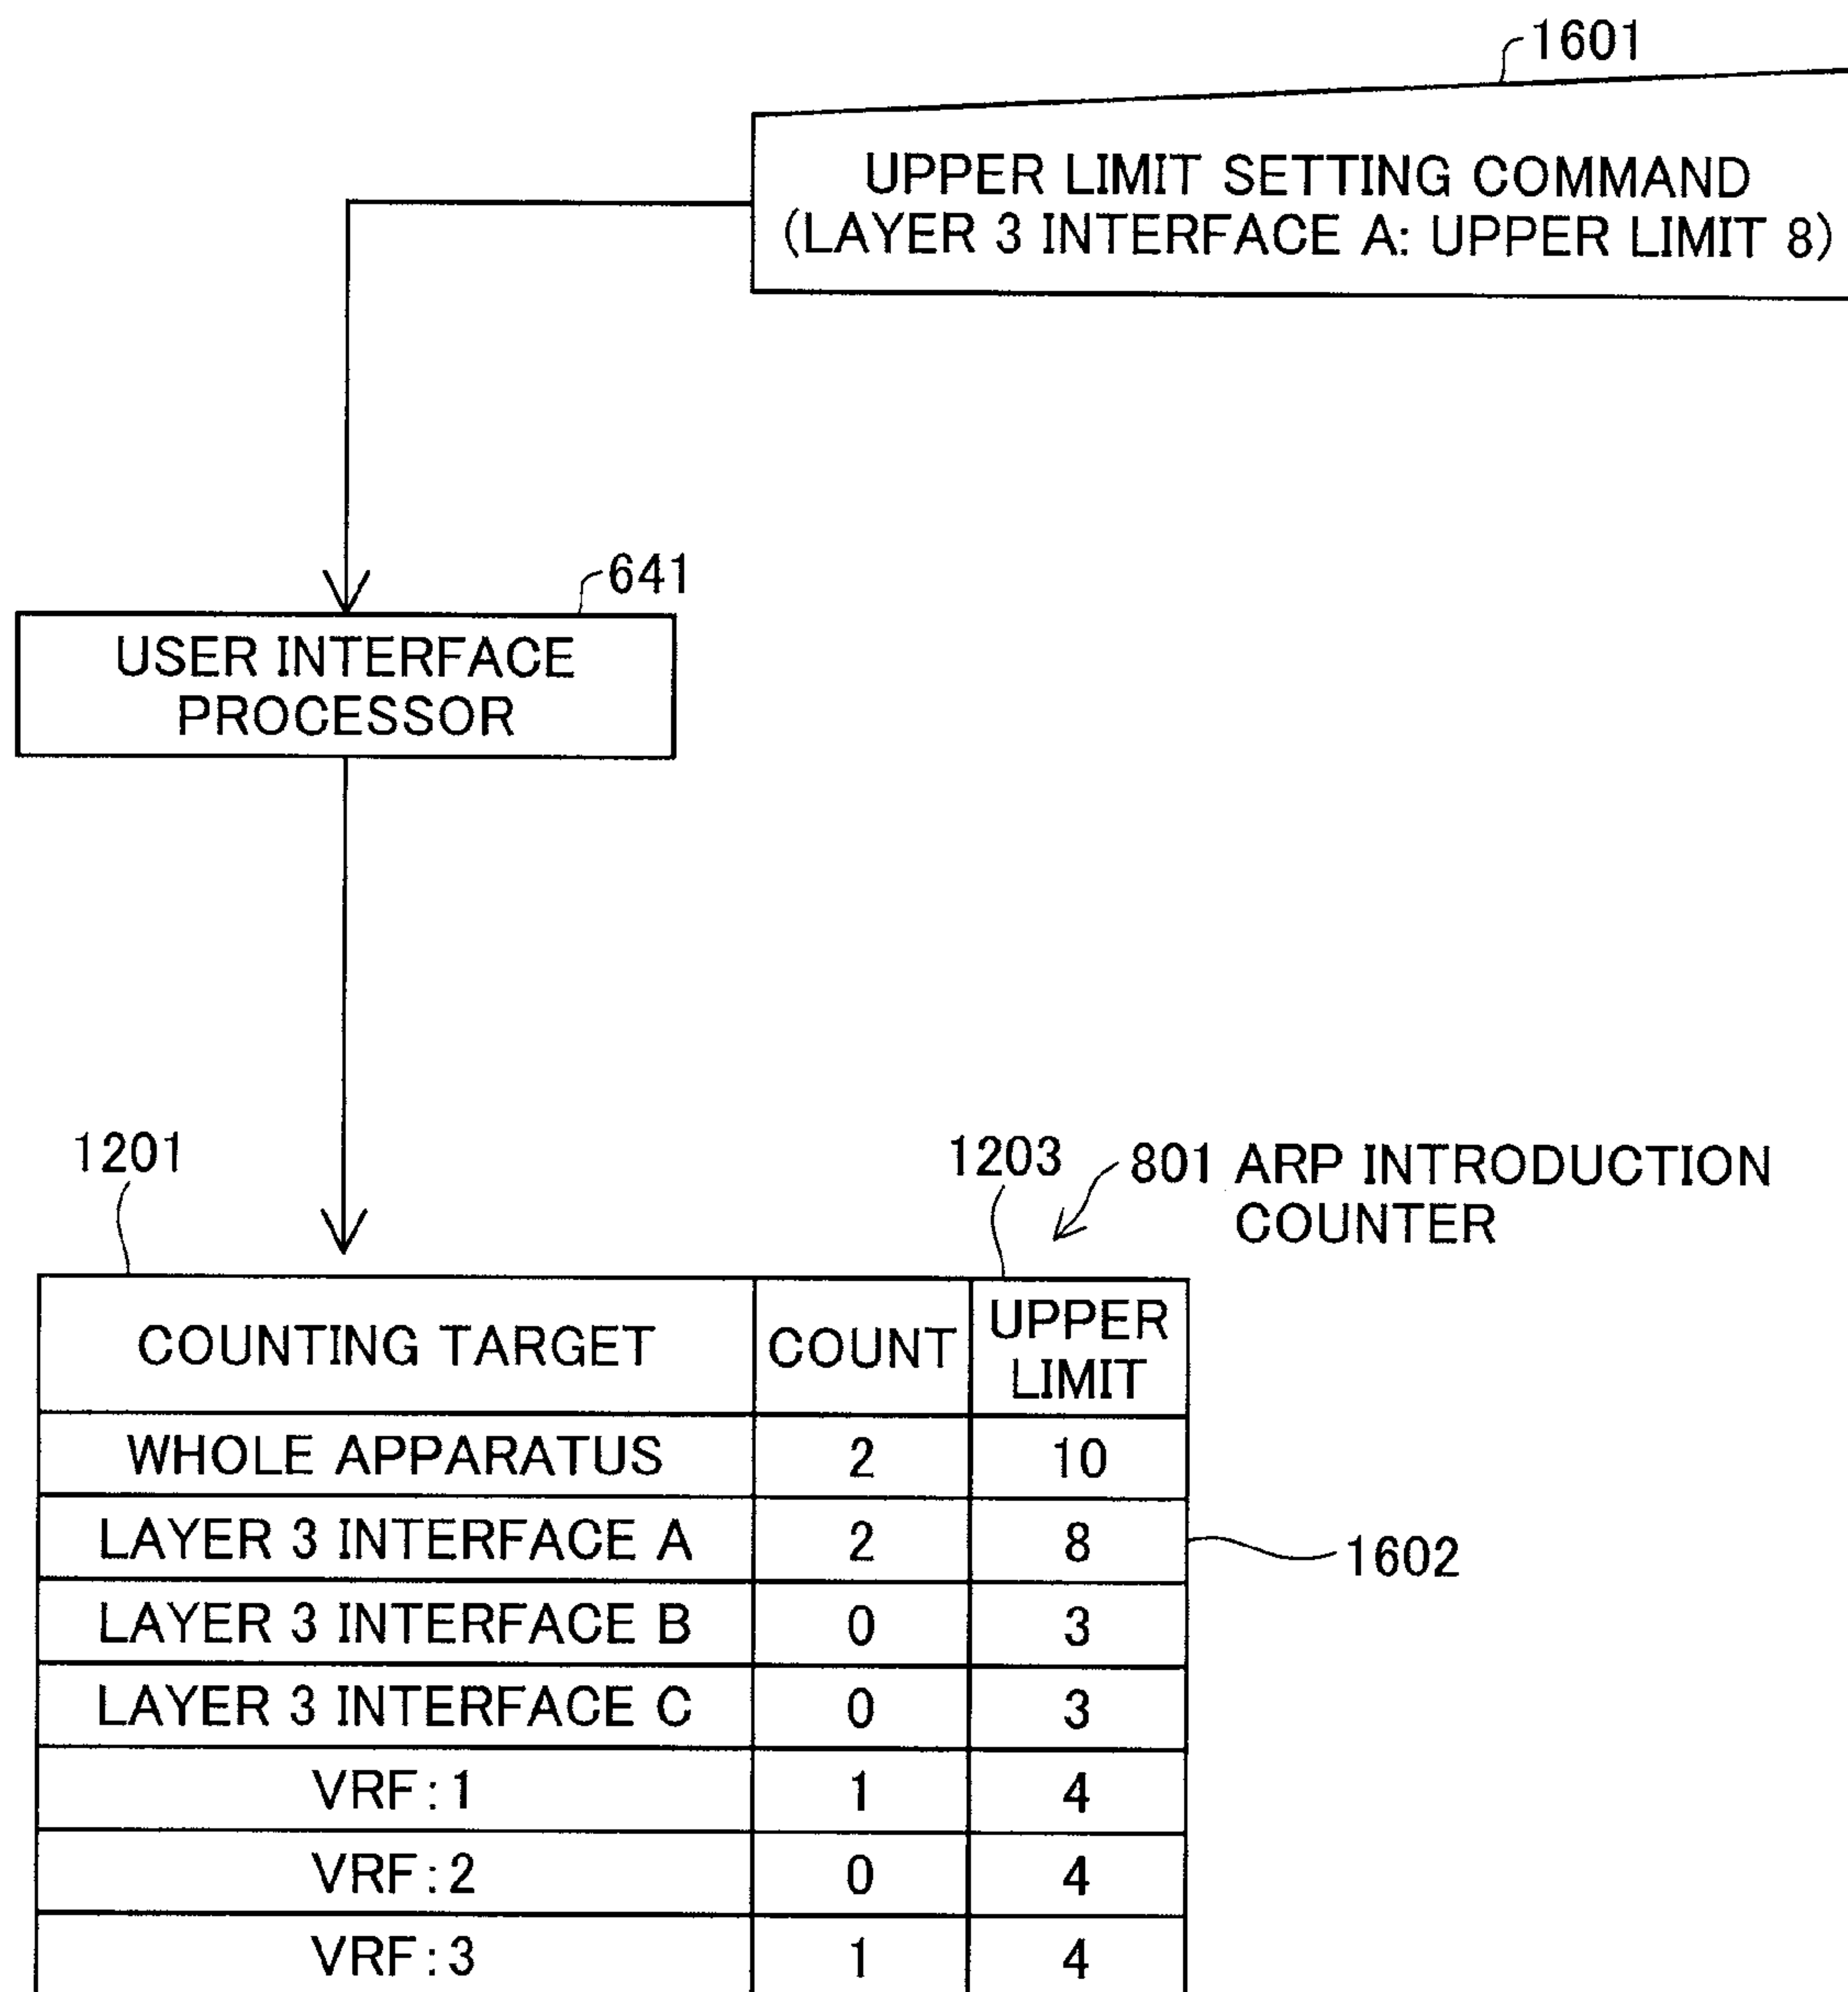 1601
UPPER LIMIT SETTING COMMAND
(LAYER 3 INTERFACE A: UPPER LIMIT 8)
641
USER INTERFACE
PROCESSOR
1201
1203
801 ARP INTRODUCTION
COUNTER
COUNTING TARGET COUNT UPPER
LIMIT
WHOLE APPARATUS 2 10
LAYER 3 INTERFACE A 2 8
1602
LAYER 3 INTERFACE B 0 3
LAYER 3 INTERFACE C 0 3
VRF:1 1 4
VRF:2 0 4
VRF:3 1 4